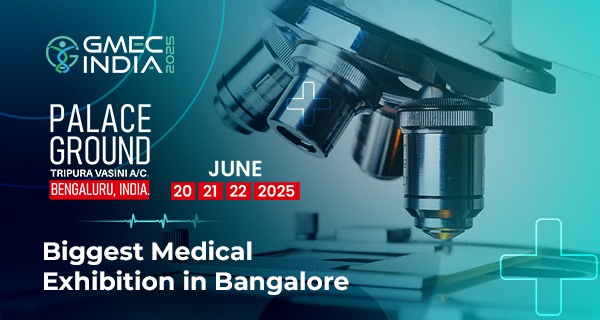 GMEC
INDIA
2025
PALACE
GROUND
TRIPURA VASINI A/C
BENGALURU, INDIA.
JUNE
20 21 22 2025
Biggest Medical
Exhibition in Bangalore